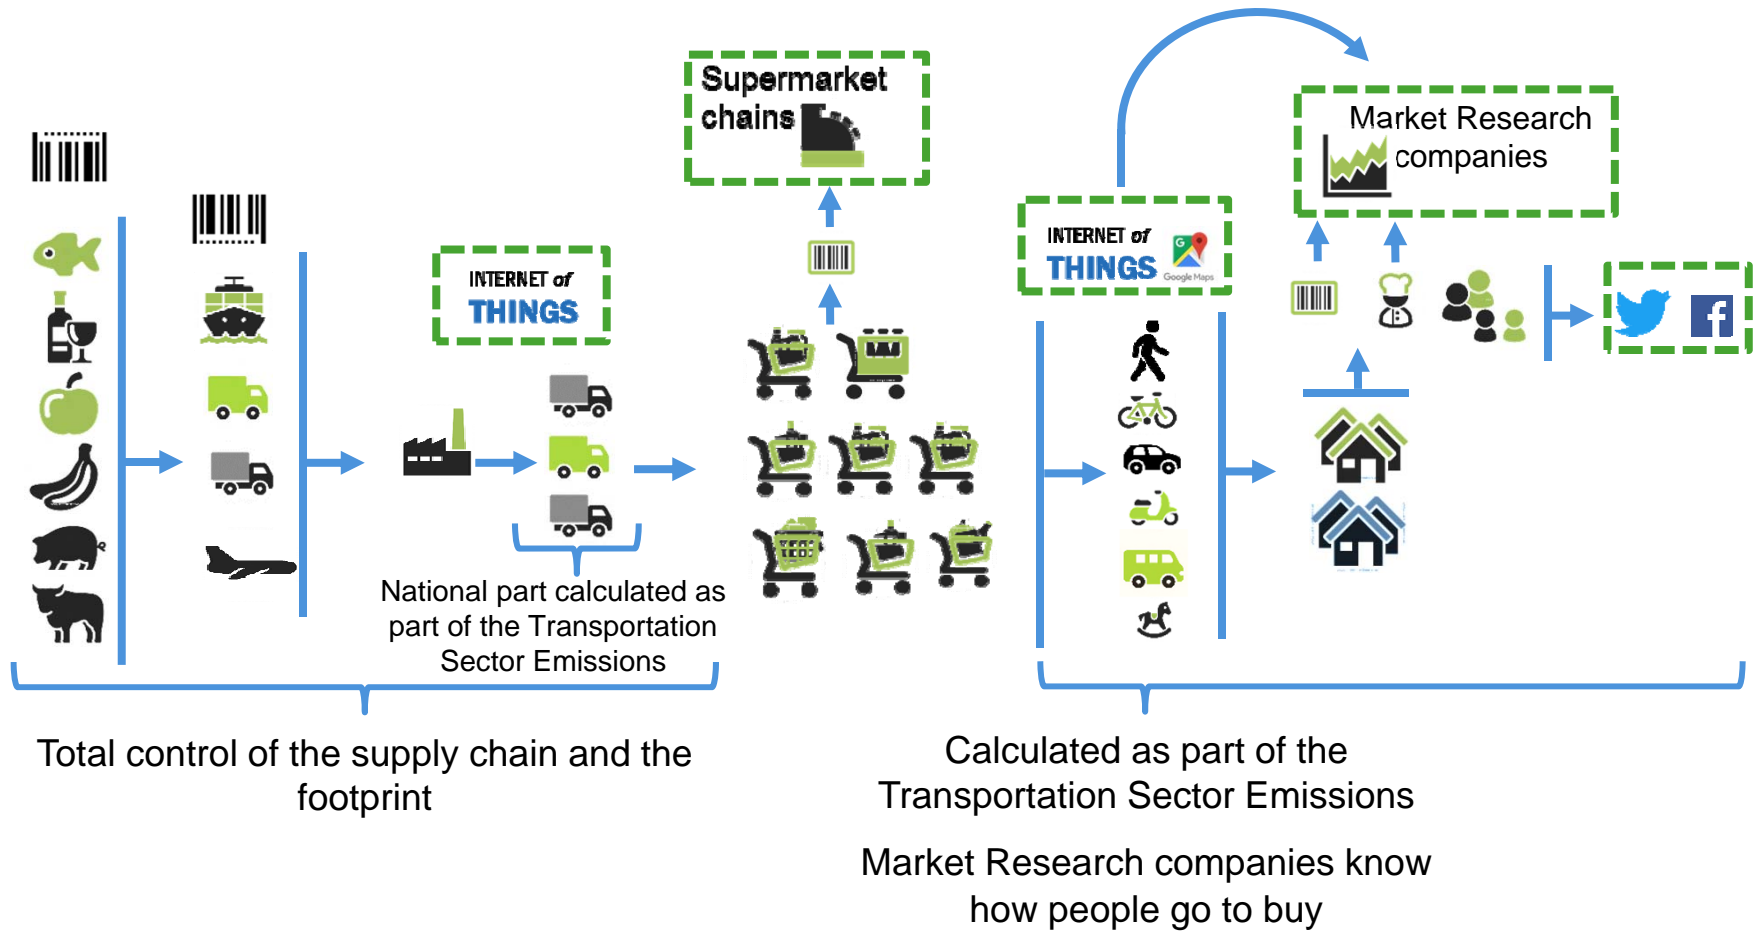 Supermarket
chains
Market Research
companies
INTERNET of
THINGS
INTERNET of
THINGS
G
Google Maps
f
National part calculated as
part of the Transportation
Sector Emissions
Total control of the supply chain and the
footprint
Calculated as part of the
Transportation Sector Emissions
Market Research companies know
how people go to buy